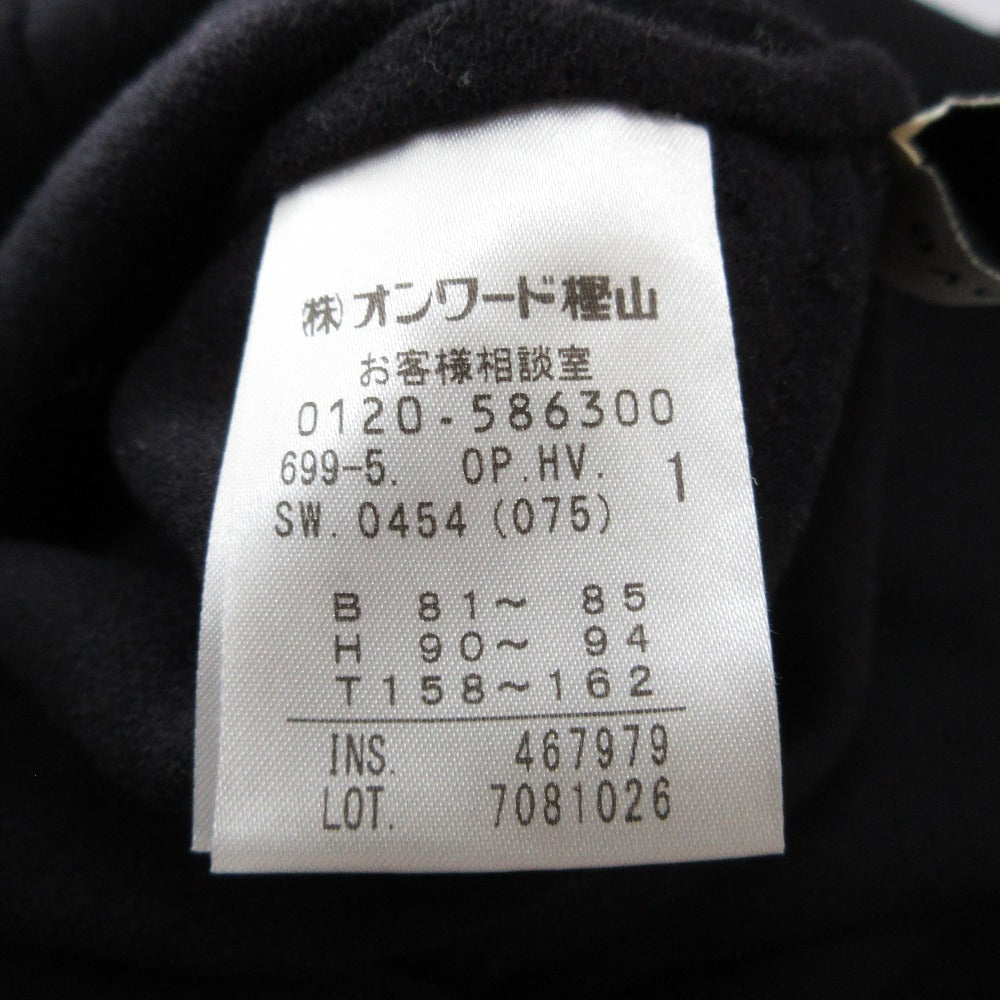 (株)オンワード樫山
お客様相談室
0120-586300
699-5. OP.HV. 1
SW.0454(075)
B 81〜 85
H 90〜 94
T158〜162
INS. 467979
LOT. 7081026